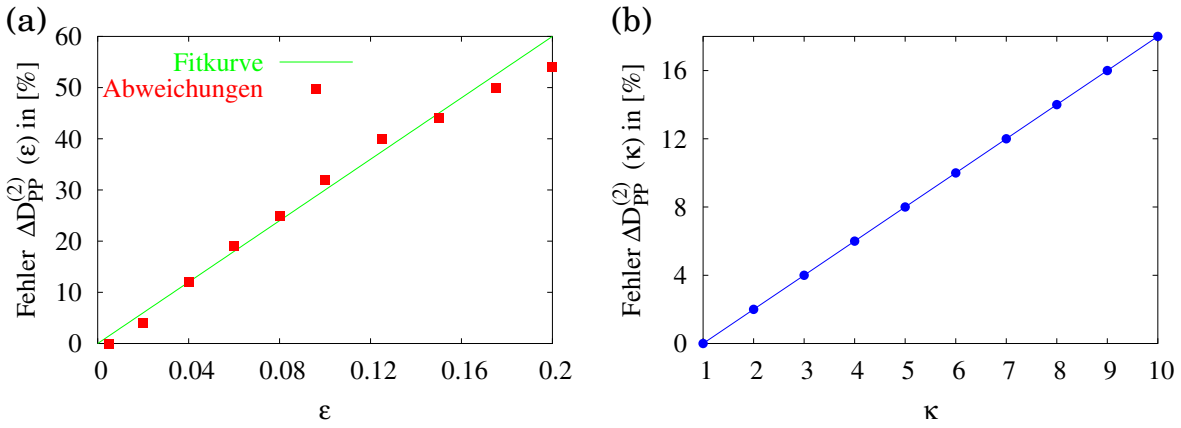 (a)
Fehler ΔD_PP^(2) (ε) in [%]
60
50
40
30
20
10
0
Fitkurve
Abweichungen
0 0.04 0.08 0.12 0.16 0.2
ε
(b)
Fehler ΔD_PP^(2) (κ) in [%]
16
12
8
4
0
1 2 3 4 5 6 7 8 9 10
κ